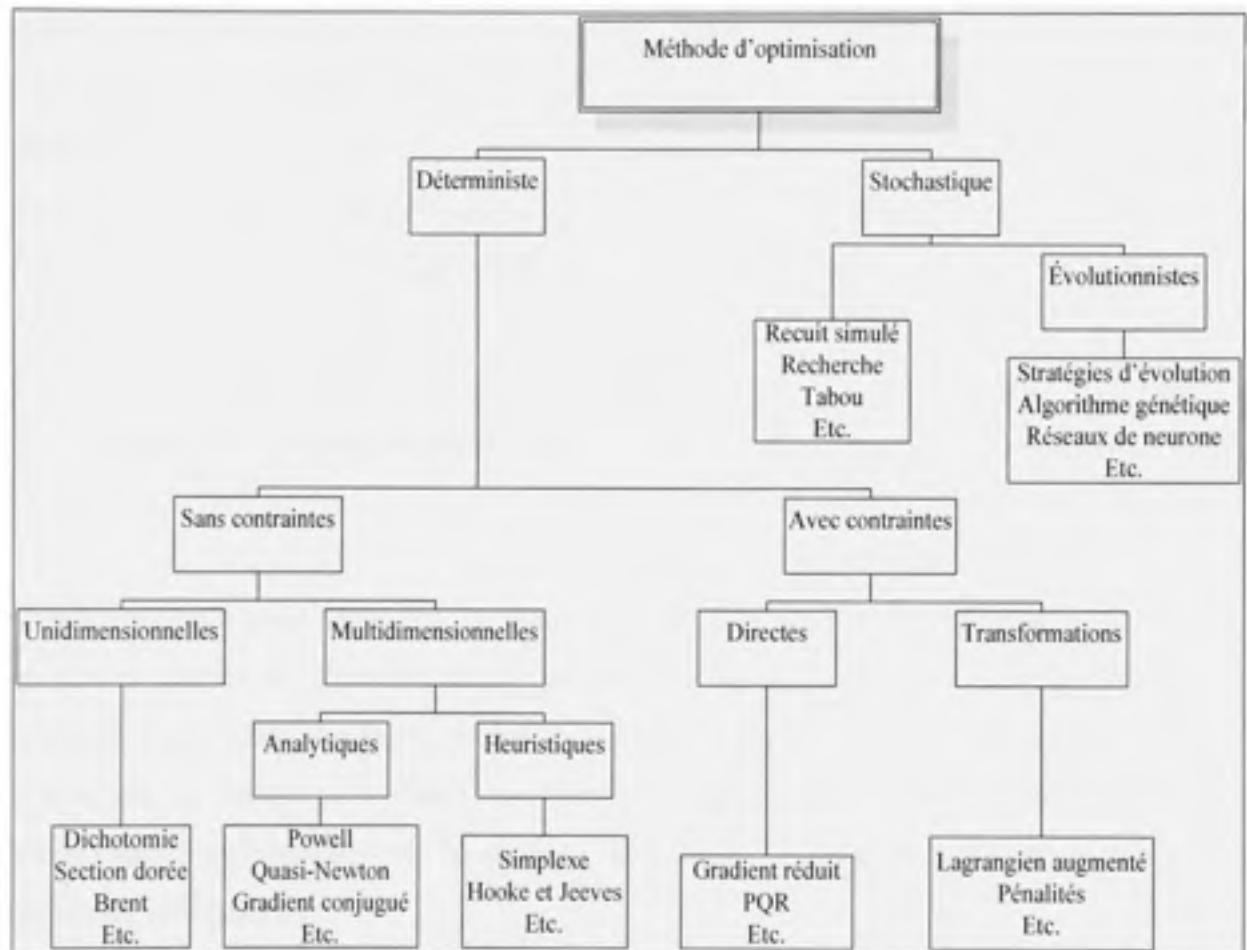 Méthode d'optimisation
Déterministe
Stochastique
Évolutionnistes
Recuit simulé
Recherche
Tabou
Etc.
Stratégies d'évolution
Algorithme génétique
Réseaux de neurone
Etc.
Sans contraintes
Avec contraintes
Unidimensionnelles
Multidimensionnelles
Directes
Transformations
Analytiques
Heuristiques
Dichotomie
Section dorée
Brent
Etc.
Powell
Quasi-Newton
Gradient conjugué
Etc.
Simplexe
Hooke et Jeeves
Etc.
Gradient réduit
PQR
Etc.
Lagrangien augmenté
Pénalités
Etc.